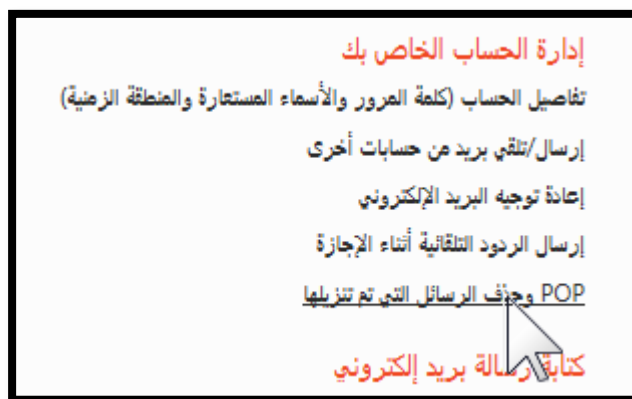 إدارة الحساب الخاص بك
تفاصيل الحساب (كلمة المرور والأسماء المستعارة والمنطقة الزمنية)
إرسال/تلقي بريد من حسابات أخرى
إعادة توجيه البريد الإلكتروني
إرسال الردود التلقائية أثناء الإجازة
POP وحذف الرسائل التي تم تنزيلها
كتابة رسالة بريد إلكتروني